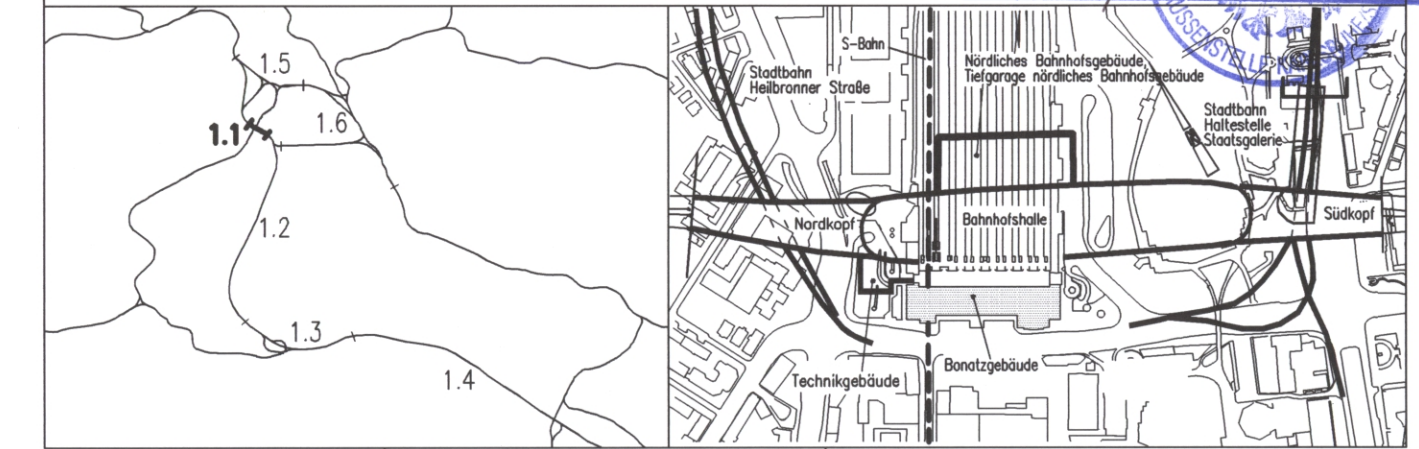 1.5
1.1
1.6
1.2
1.3
1.4
S-Bahn
Nördliches Bahnhofsgebäude,
Tiefgarage nördliches Bahnhofsgebäude
Stadtbahn
Heilbronner Straße
Stadtbahn
Haltestelle
Staatsgalerie
Nordkopf
Bahnhofshalle
Südkopf
Technikgebäude
Bonatzgebäude